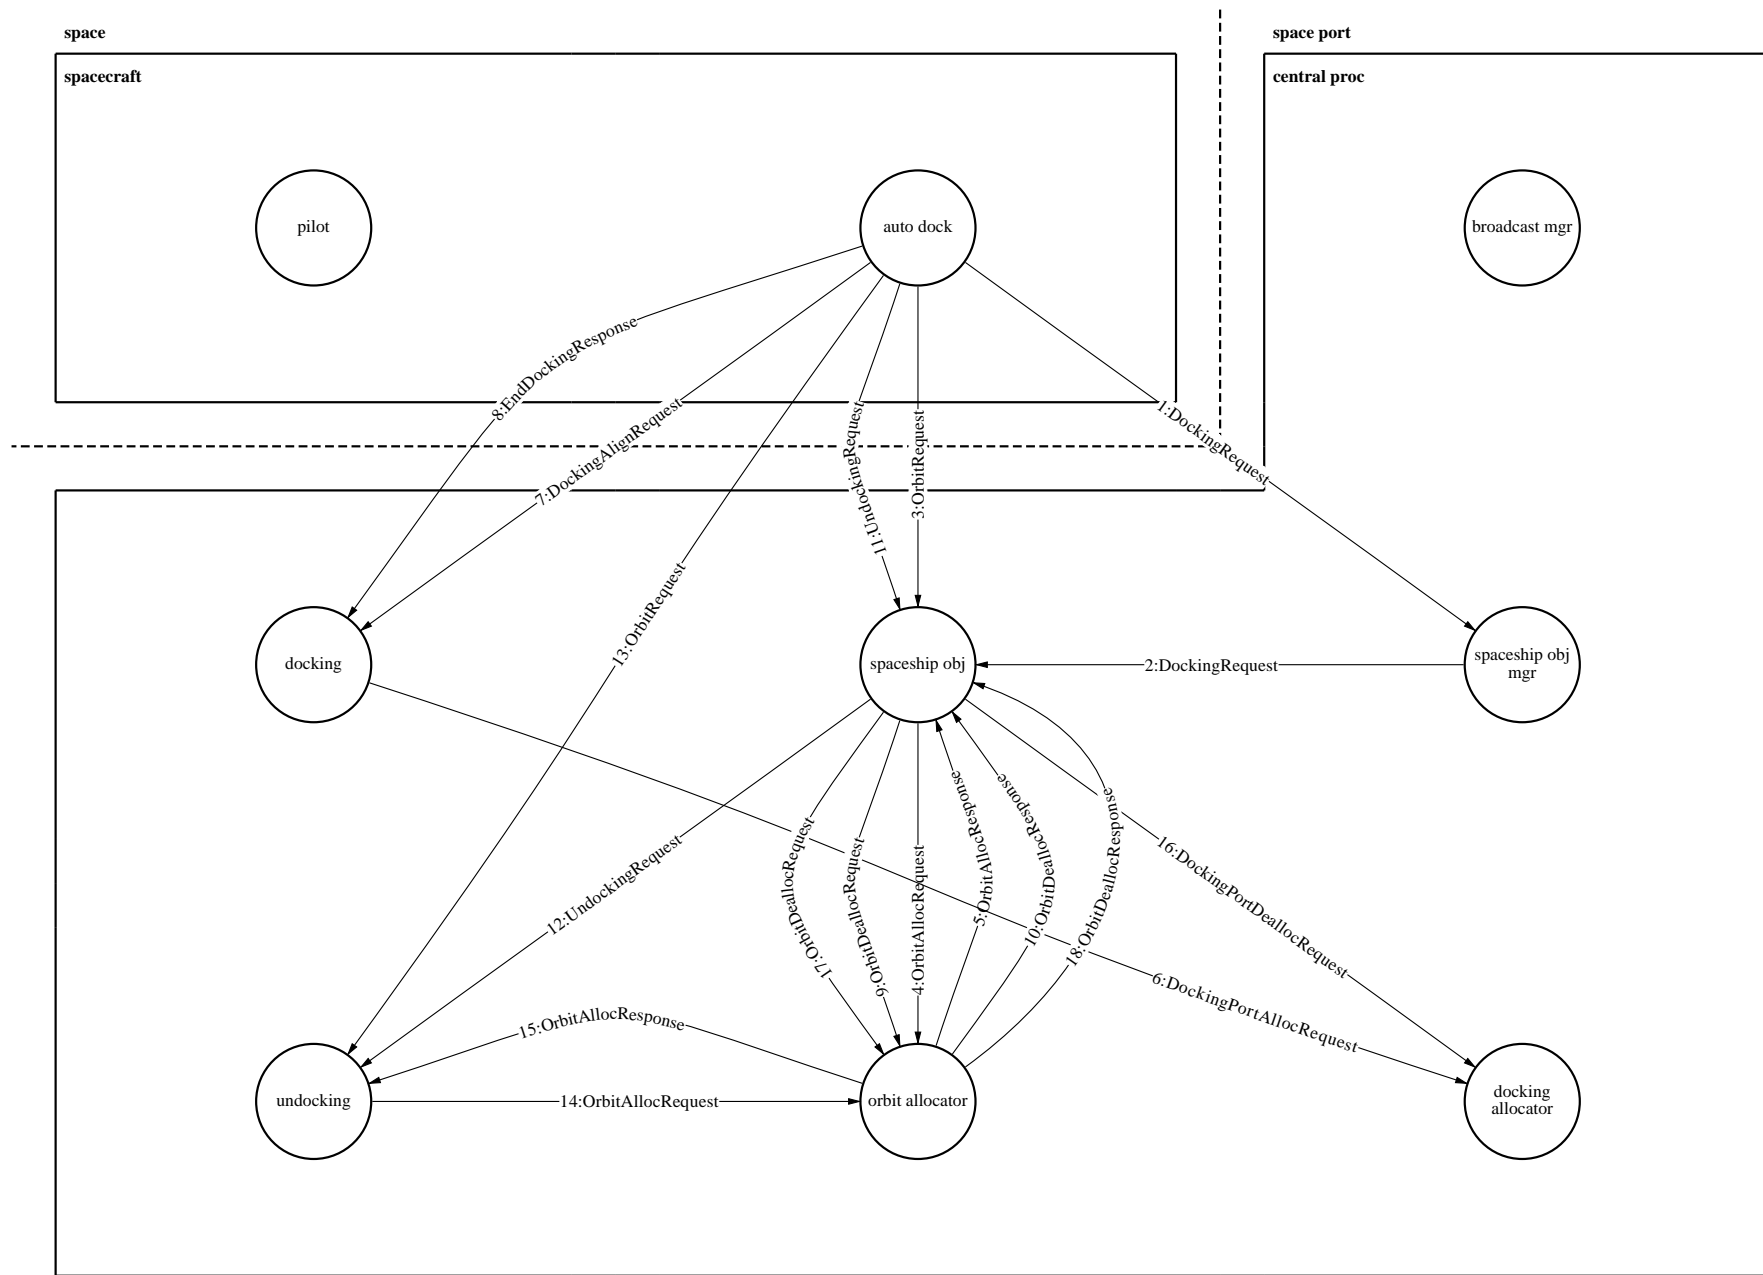 space
space port
spacecraft
central proc
pilot
auto dock
broadcast mgr
8:EndDockingResponse
7:DockingAlignRequest
11:UndockingRequest
3:OrbitRequest
1:DockingRequest
13:OrbitRequest
docking
spaceship obj
2:DockingRequest
spaceship obj
mgr
12:UndockingRequest
17:OrbitDeallocRequest
9:OrbitDeallocRequest
4:OrbitAllocRequest
5:OrbitAllocResponse
10:OrbitDeallocResponse
18:OrbitDeallocResponse
16:DockingPortDeallocRequest
6:DockingPortAllocRequest
15:OrbitAllocResponse
undocking
14:OrbitAllocRequest
orbit allocator
docking
allocator